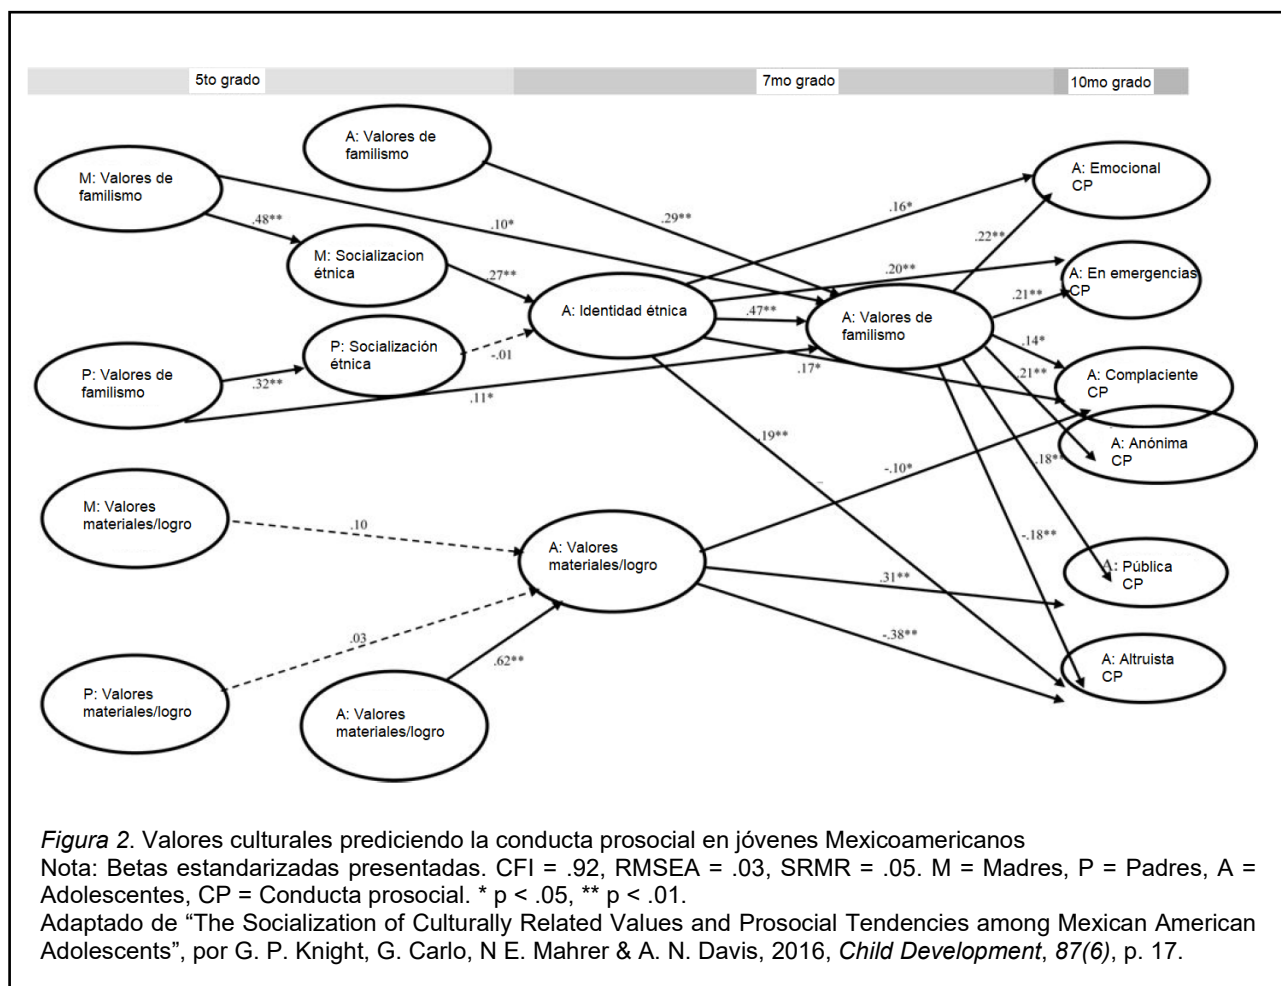 5to grado
7mo grado
10mo grado
A: Valores de
familismo
M: Valores de
familismo
A: Emocional
CP
.16*
.48**
.10*
.29**
.22**
M: Socializacion
étnica
.27**
.20**
A: En emergencias
CP
A: Identidad étnica
.47**
.21**
A: Valores de
familismo
P: Socialización
étnica
-.01
.14*
.17*
.21**
P: Valores de
familismo
.32**
.11*
A: Complaciente
CP
.19**
A: Anónima
CP
-.10*
.18**
M: Valores
materiales/logro
.10
-.18**
A: Valores
materiales/logro
.31**
A: Pública
CP
.03
-.38**
.62**
A: Altruista
CP
P: Valores
materiales/logro
A: Valores
materiales/logro
Figura 2. Valores culturales prediciendo la conducta prosocial en jóvenes Mexicoamericanos
Nota: Betas estandarizadas presentadas. CFI = .92, RMSEA = .03, SRMR = .05. M = Madres, P = Padres, A =
Adolescentes, CP = Conducta prosocial. * p < .05, ** p < .01.
Adaptado de “The Socialization of Culturally Related Values and Prosocial Tendencies among Mexican American
Adolescents”, por G. P. Knight, G. Carlo, N E. Mahrer & A. N. Davis, 2016, Child Development, 87(6), p. 17.